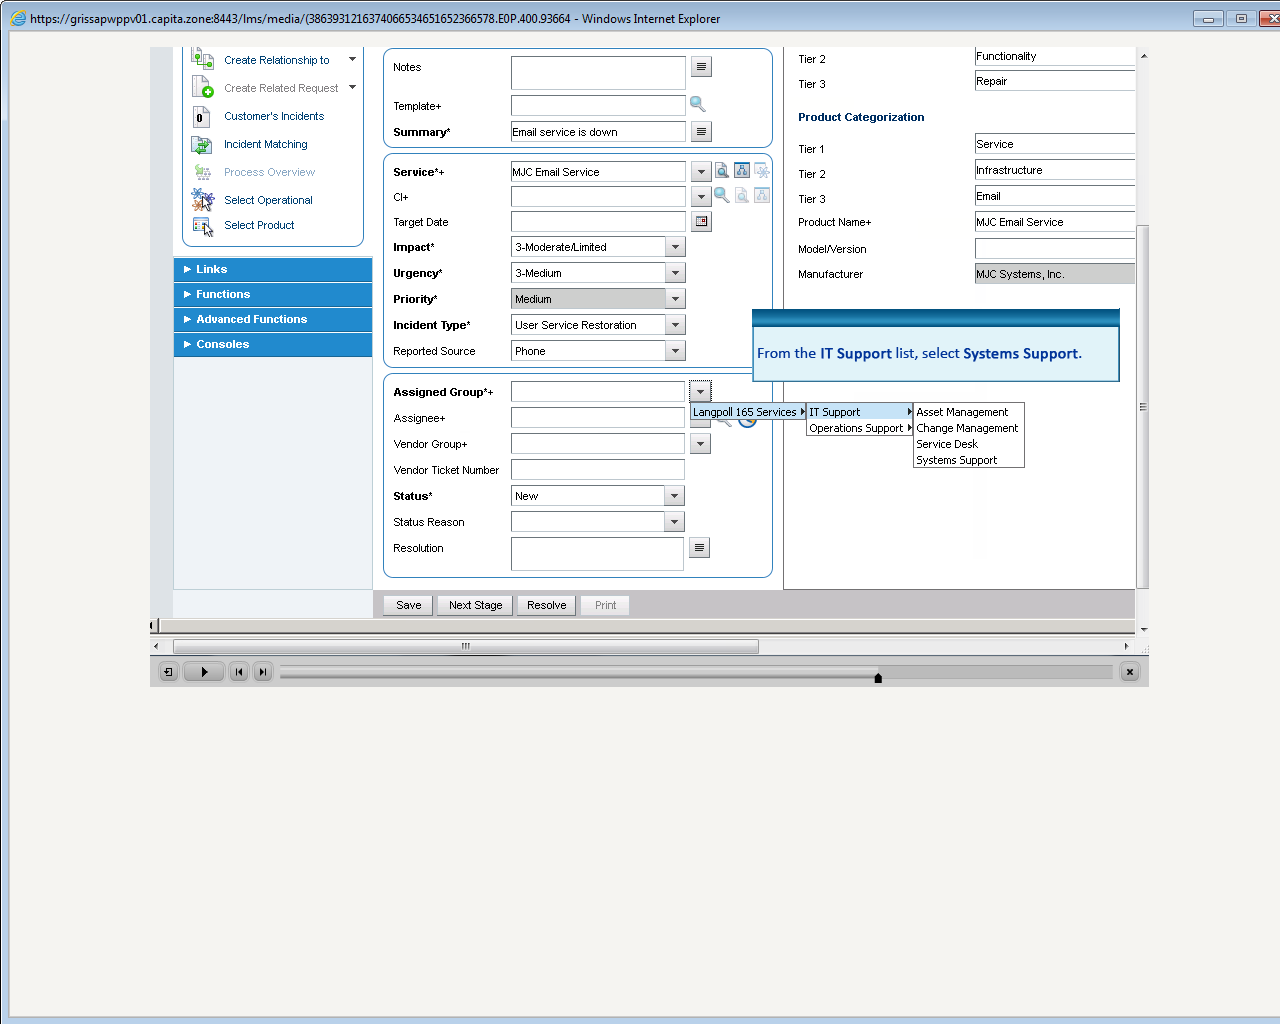 https://grissapwppv01.capita.zone:8443/lms/media/(3863931216374066534651652366578.E0P.400.93664 - Windows Internet Explorer
Create Relationship to
Create Related Request
0
Customer's Incidents
Incident Matching
Process Overview
Select Operational
Select Product
Links
Functions
Advanced Functions
Consoles
Notes
Template+
Summary* Email service is down
Service*+ MJC Email Service
CI+
Target Date
Impact* 3-Moderate/Limited
Urgency* 3-Medium
Priority* Medium
Incident Type* User Service Restoration
Reported Source Phone
Assigned Group*+
Assignee+
Vendor Group+
Vendor Ticket Number
Status* New
Status Reason
Resolution
Tier 2 Functionality
Tier 3 Repair
Product Categorization
Tier 1 Service
Tier 2 Infrastructure
Tier 3 Email
Product Name+ MJC Email Service
Model/Version
Manufacturer MJC Systems, Inc.
From the IT Support list, select Systems Support.
Langpoll 165 Services
IT Support
Operations Support
Asset Management
Change Management
Service Desk
Systems Support
Save Next Stage Resolve Print